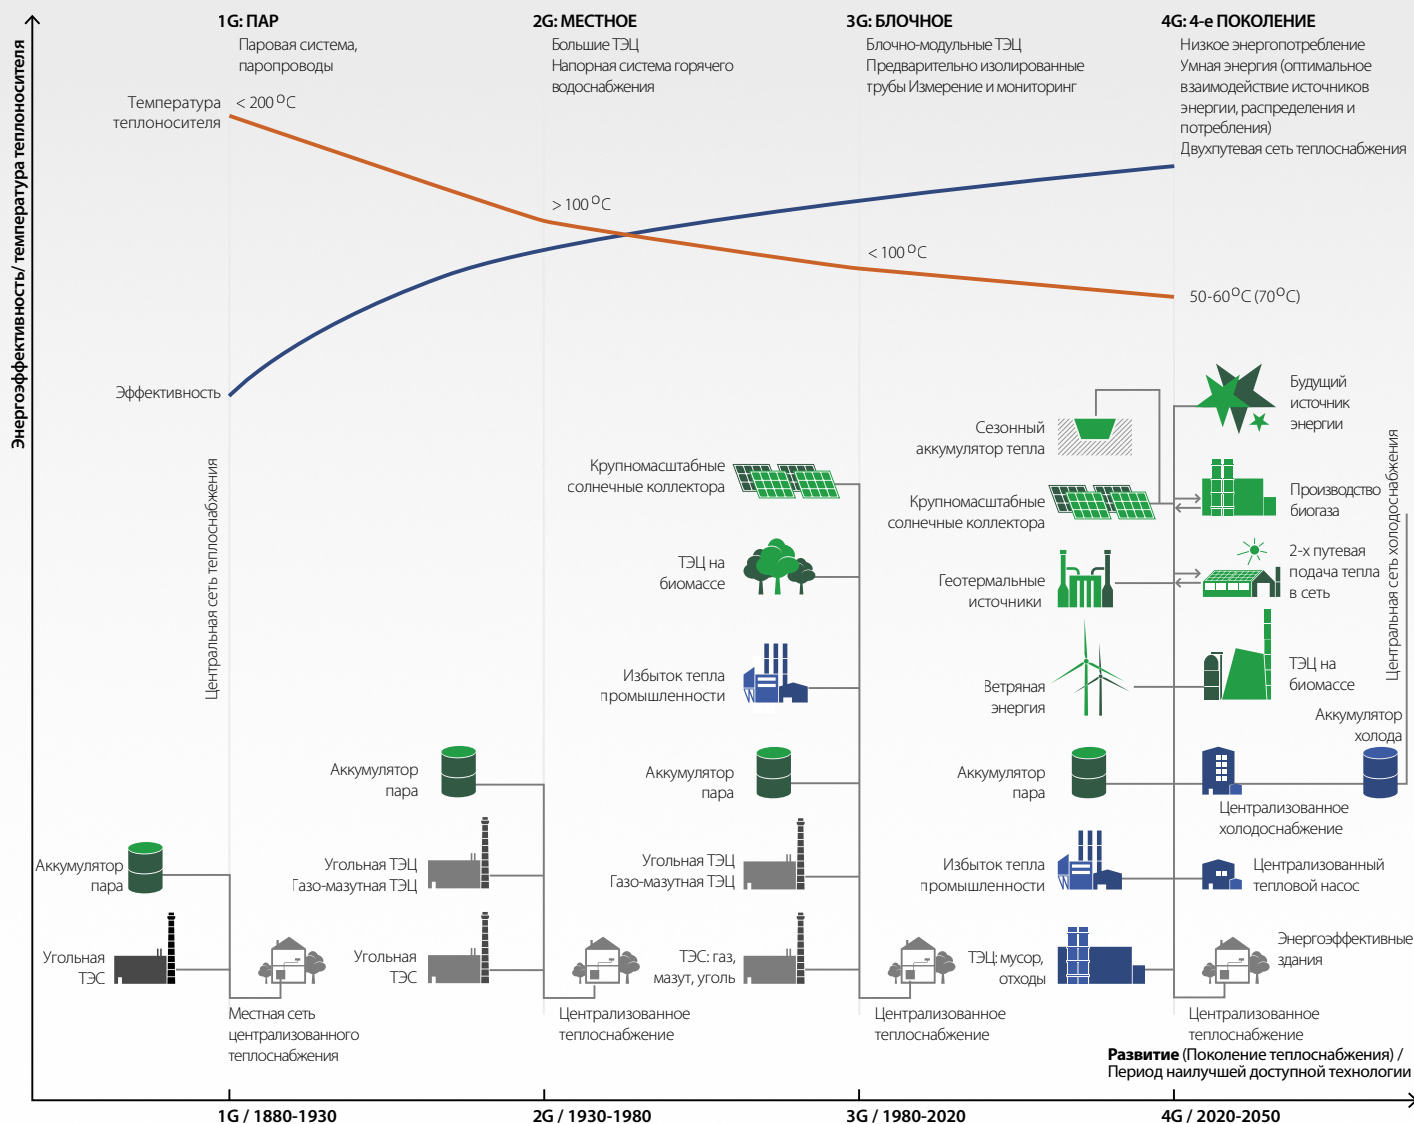 1G: ПАР
Паровая система,
паропроводы
2G: МЕСТНОЕ
Большие ТЭЦ
Напорная система горячего
водоснабжения
3G: БЛОЧНОЕ
Блочно-модульные ТЭЦ
Предварительно изолированные
трубы Измерение и мониторинг
4G: 4-е ПОКОЛЕНИЕ
Низкое энергопотребление
Умная энергия (оптимальное
взаимодействие источников
энергии, распределения и
потребления)
Двухпутевая сеть теплоснабжения
Энергоэффективность/ температура теплоносителя
Температура
теплоносителя
< 200 °C
> 100 °C
< 100 °C
50-60°C (70°C)
Эффективность
Центральная сеть теплоснабжения
Аккумулятор
пара
Угольная
ТЭС
Местная сеть
централизованного
теплоснабжения
Аккумулятор
пара
Угольная ТЭЦ
Газо-мазутная ТЭЦ
Угольная
ТЭС
Централизованное
теплоснабжение
Крупномасштабные
солнечные коллектора
ТЭЦ на
биомассе
Избыток тепла
промышленности
Аккумулятор
пара
Угольная ТЭЦ
Газо-мазутная ТЭЦ
ТЭС: газ,
мазут, уголь
Централизованное
теплоснабжение
Сезонный
аккумулятор тепла
Крупномасштабные
солнечные коллектора
Геотермальные
источники
Ветряная
энергия
Аккумулятор
пара
Избыток тепла
промышленности
ТЭЦ: мусор,
отходы
Будущий
источник
энергии
Производство
биогаза
2-х путевая
подача тепла
в сеть
ТЭЦ на
биомассе
Центральная сеть холодоснабжения
Аккумулятор
холода
Централизованное
холодоснабжение
Централизованный
тепловой насос
Энергоэффективные
здания
Централизованное
теплоснабжение
Развитие (Поколение теплоснабжения) /
Период наилучшей доступной технологии
1G / 1880-1930
2G / 1930-1980
3G / 1980-2020
4G / 2020-2050